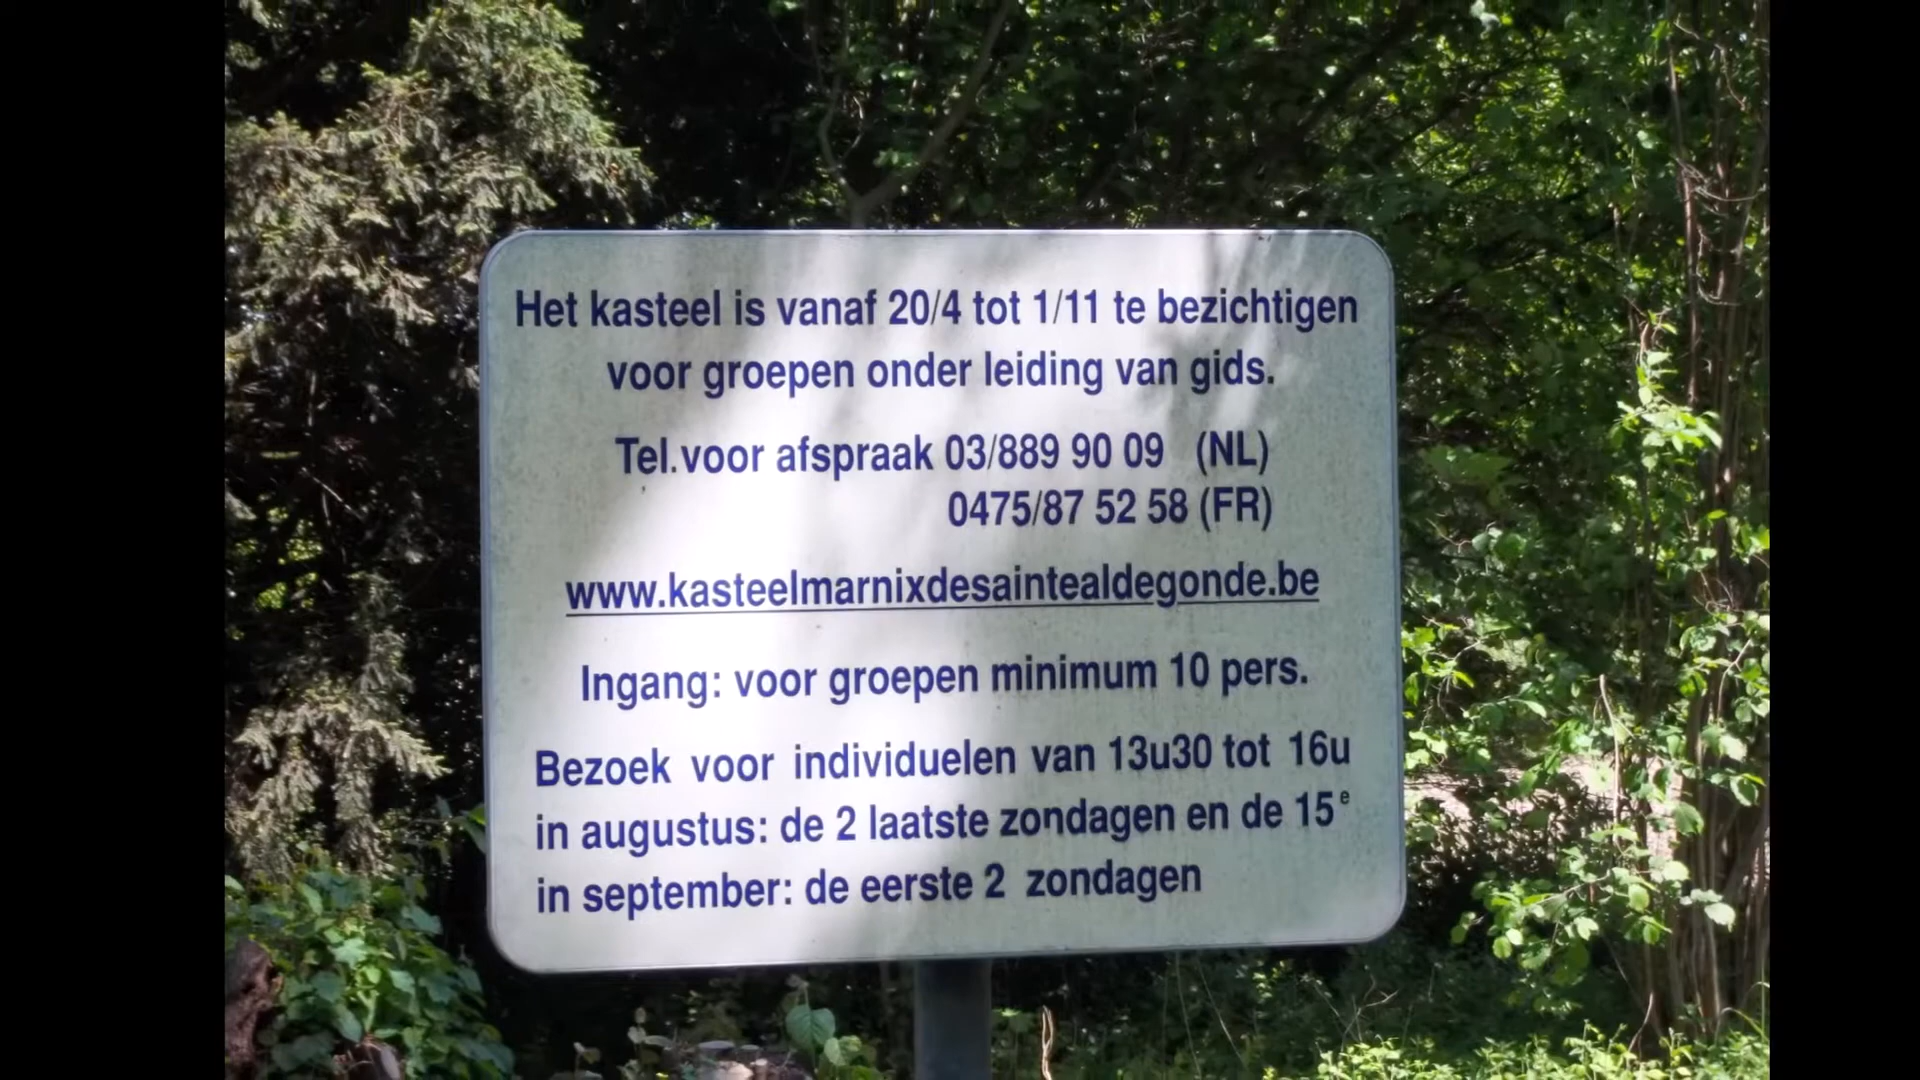 Het kasteel is vanaf 20/4 tot 1/11 te bezichtigen
voor groepen onder leiding van gids.
Tel.voor afspraak 03/889 90 09 (NL)
0475/87 52 58 (FR)
www.kasteelmarnixdesaintealdegonde.be
Ingang: voor groepen minimum 10 pers.
Bezoek voor individuelen van 13u30 tot 16u
in augustus: de 2 laatste zondagen en de 15e
in september: de eerste 2 zondagen